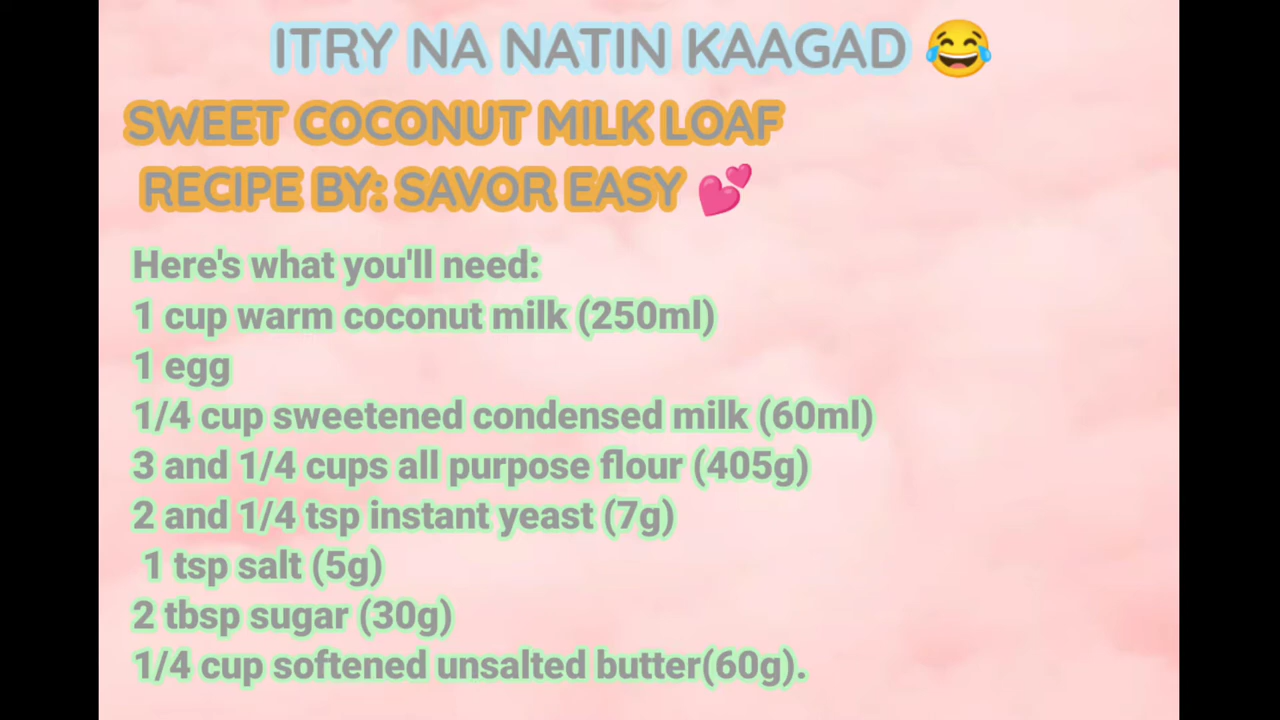 ITRY NA NATIN KAAGAD 😂
SWEET COCONUT MILK LOAF
RECIPE BY: SAVOR EASY 💕
Here's what you'll need:
1 cup warm coconut milk (250ml)
1 egg
1/4 cup sweetened condensed milk (60ml)
3 and 1/4 cups all purpose flour (405g)
2 and 1/4 tsp instant yeast (7g)
1 tsp salt (5g)
2 tbsp sugar (30g)
1/4 cup softened unsalted butter(60g).